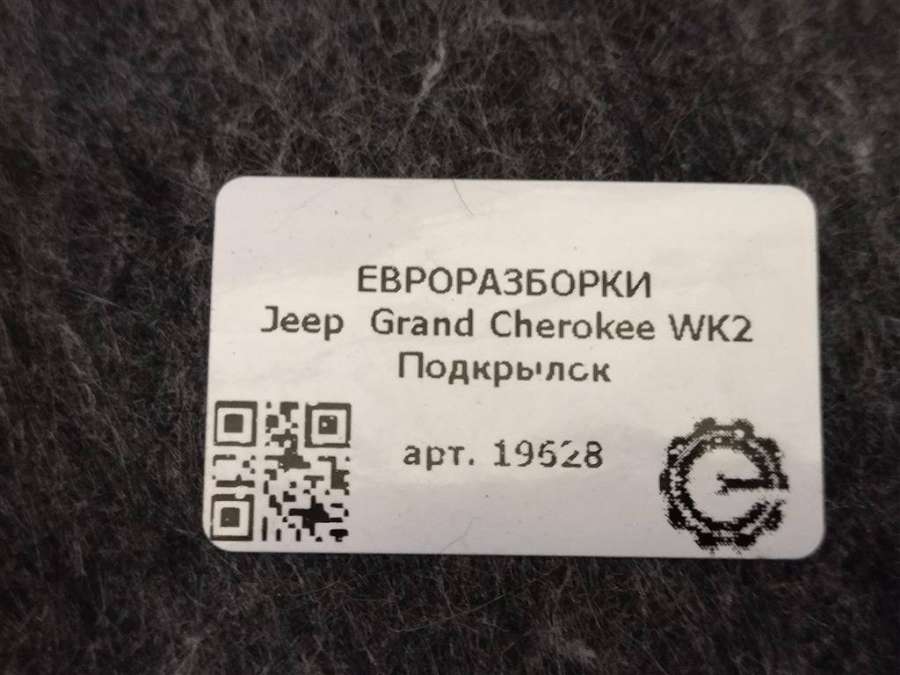 ЕВРОРАЗБОРКИ
Jeep Grand Cherokee WK2
Подкрылок
арт. 19628